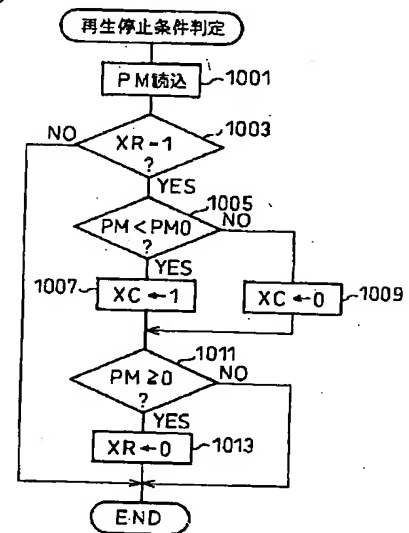 再生停止条件判定
PM読込
1001
XR=1
?
1003
NO
YES
PM<PM0
?
1005
NO
YES
1007
XC←1
XC←0
1009
PM≥0
?
1011
NO
YES
XR←0
1013
END